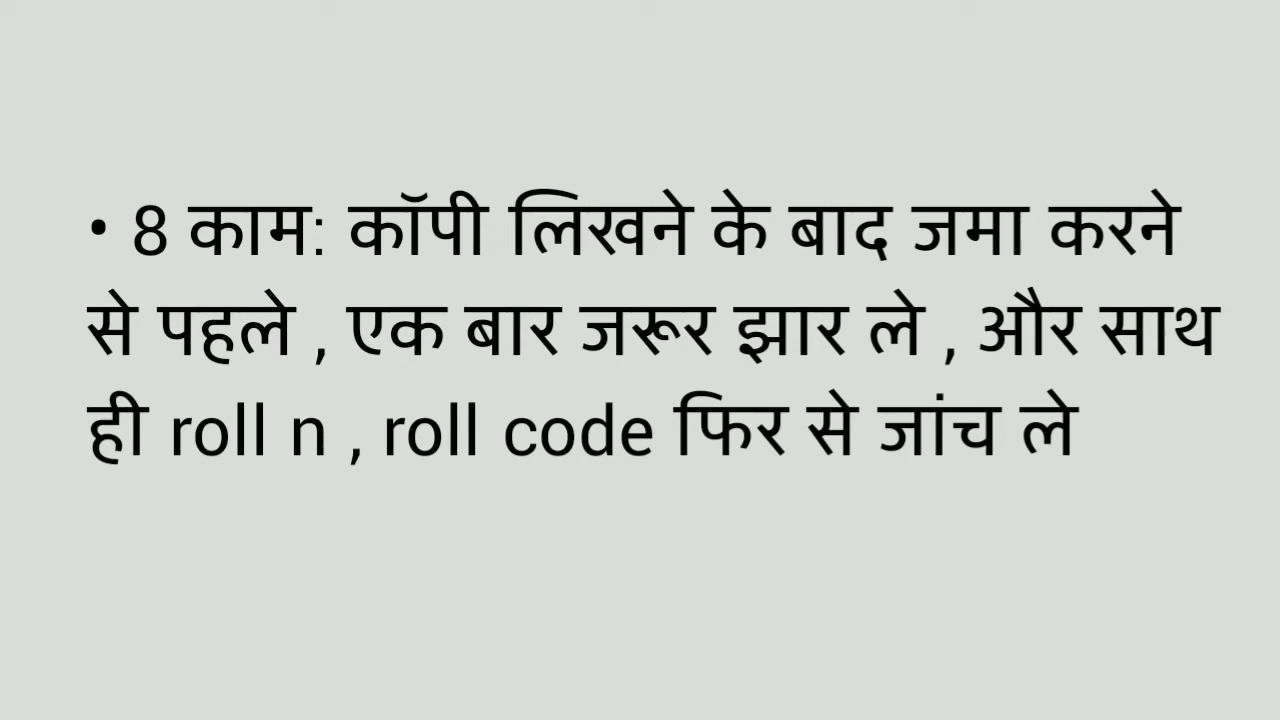 • 8 काम: कॉपी लिखने के बाद जमा करने
से पहले , एक बार जरूर झार ले , और साथ
ही roll n , roll code फिर से जांच ले